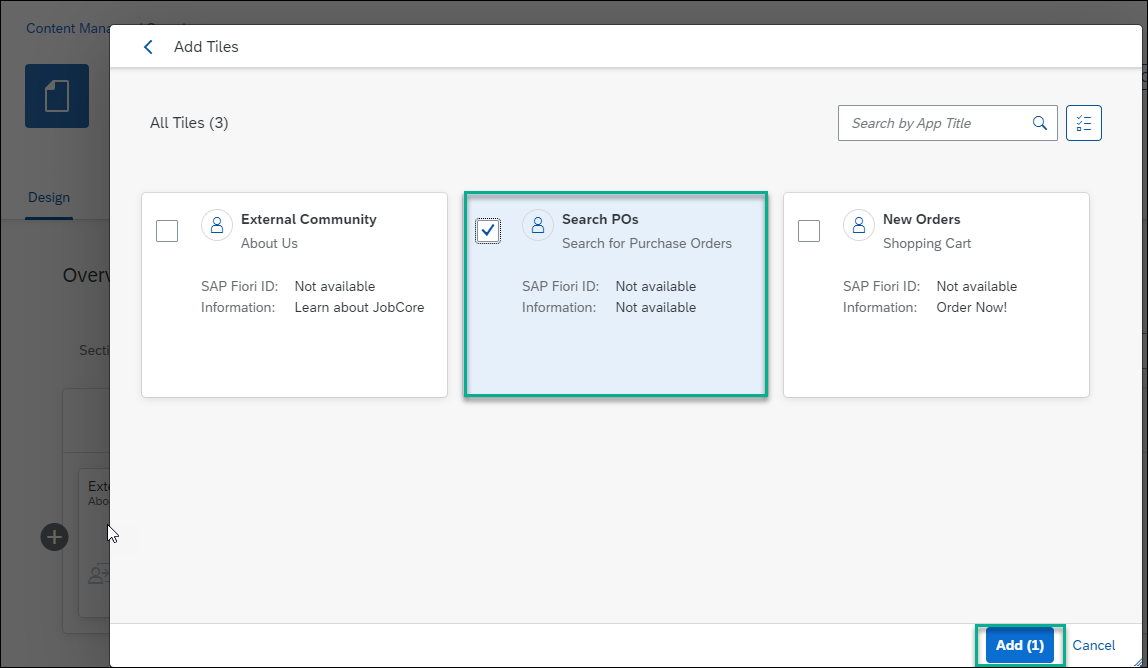 Content Mana
Add Tiles
All Tiles (3)
Search by App Title
Design
External Community
About Us
SAP Fiori ID: Not available
Information: Learn about JobCore
Search POs
Search for Purchase Orders
SAP Fiori ID: Not available
Information: Not available
New Orders
Shopping Cart
SAP Fiori ID: Not available
Information: Order Now!
Overv
Secti
Exte
Abo
Add (1)
Cancel